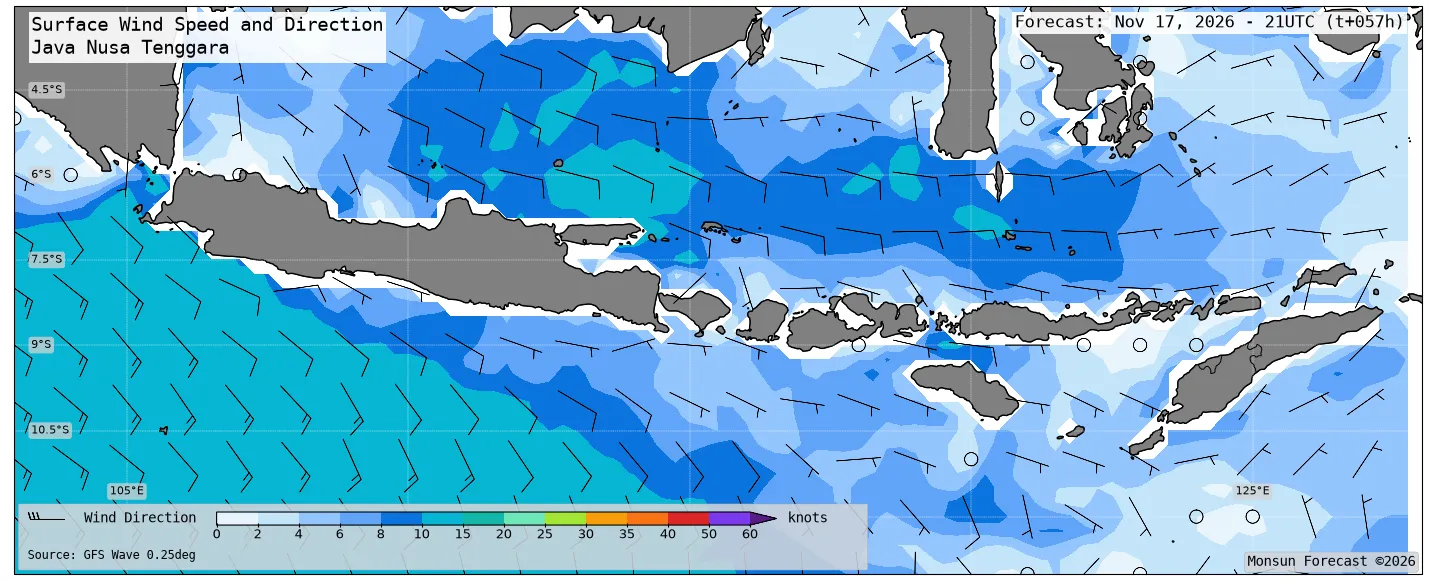 Surface Wind Speed and Direction
Java Nusa Tenggara
Forecast: Nov 17, 2026 - 21UTC (t+057h)
4.5°S
6°S
7.5°S
9°S
10.5°S
105°E
125°E
Wind Direction
knots
0 2 4 6 8 10 15 20 25 30 35 40 50 60
Source: GFS Wave 0.25deg
Monsun Forecast ©2026